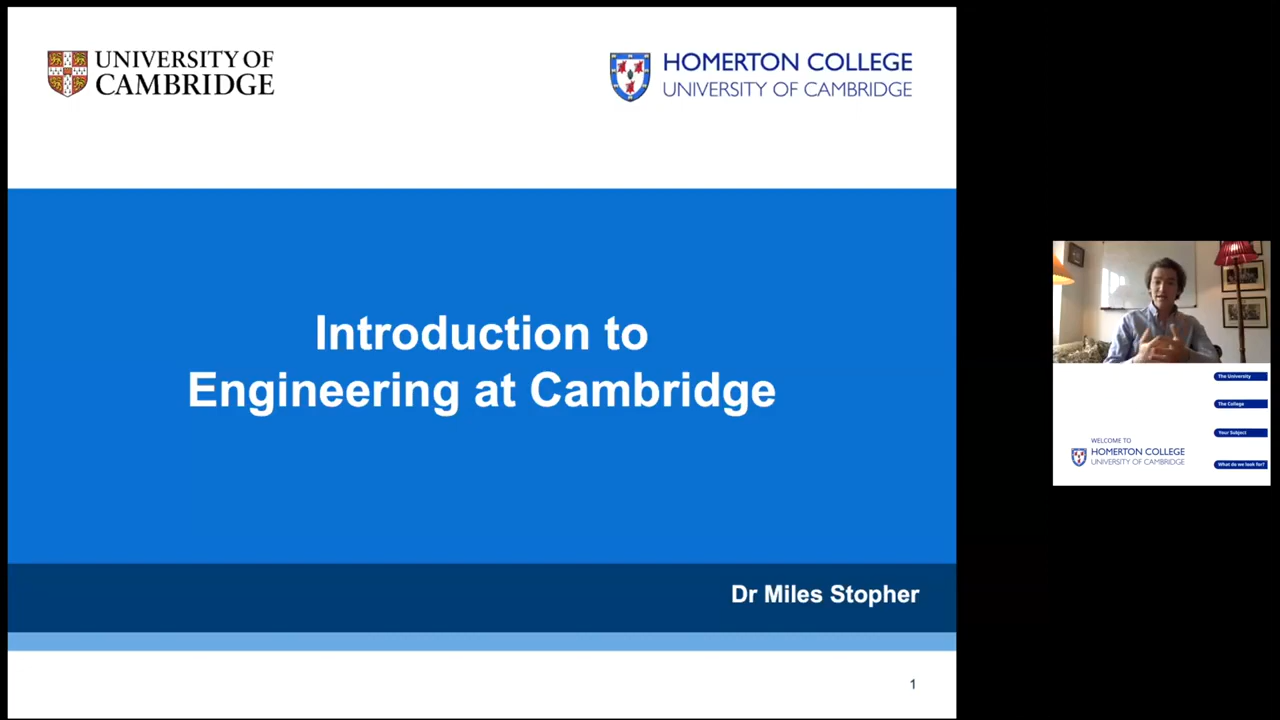 UNIVERSITY OF
CAMBRIDGE
HOMERTON COLLEGE
UNIVERSITY OF CAMBRIDGE
Introduction to
Engineering at Cambridge
Dr Miles Stopher
1
The University
The College
Your Subject
What do we look for?
WELCOME TO
HOMERTON COLLEGE
UNIVERSITY OF CAMBRIDGE